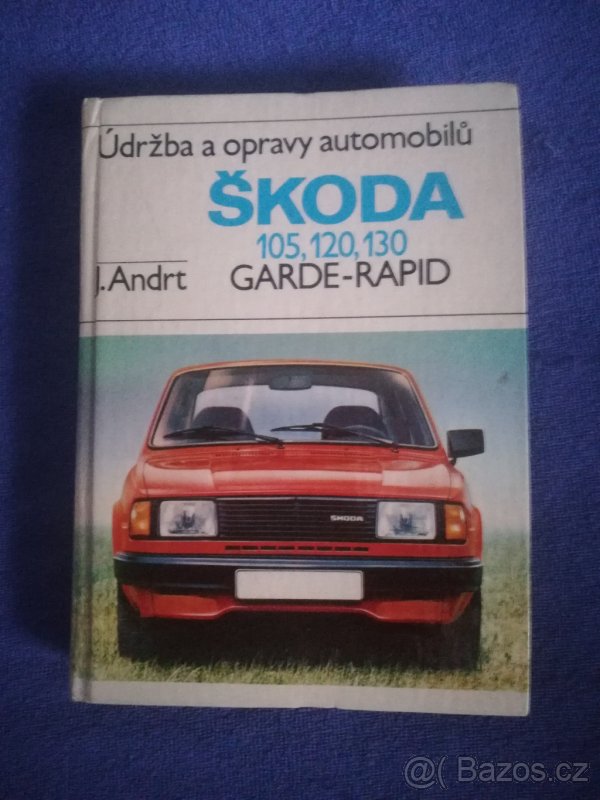 Údržba a opravy automobilů
ŠKODA
105, 120, 130
J. Andrt GARDE-RAPID
ŠKODA
@( Bazos.cz